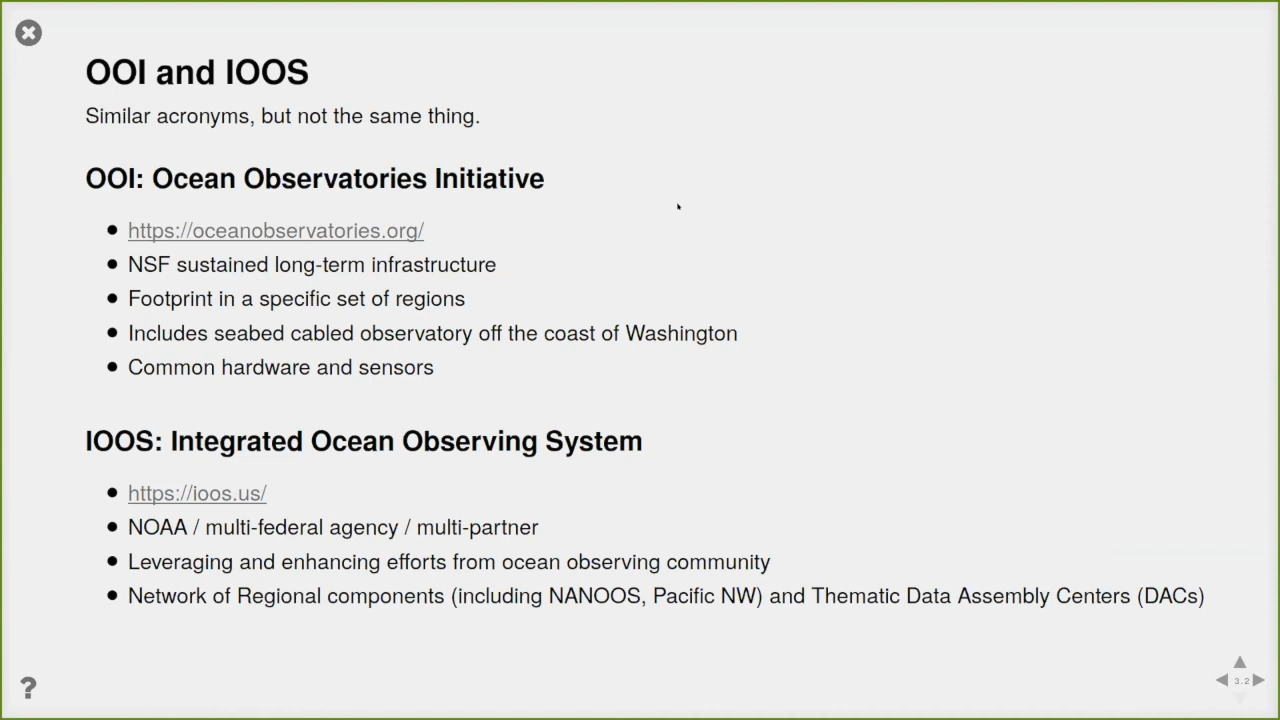 OOI and IOOS
Similar acronyms, but not the same thing.
OOI: Ocean Observatories Initiative
https://oceanobservatories.org/
NSF sustained long-term infrastructure
Footprint in a specific set of regions
Includes seabed cabled observatory off the coast of Washington
Common hardware and sensors
IOOS: Integrated Ocean Observing System
https://ioos.us/
NOAA / multi-federal agency / multi-partner
Leveraging and enhancing efforts from ocean observing community
Network of Regional components (including NANOOS, Pacific NW) and Thematic Data Assembly Centers (DACs)
?
3.2